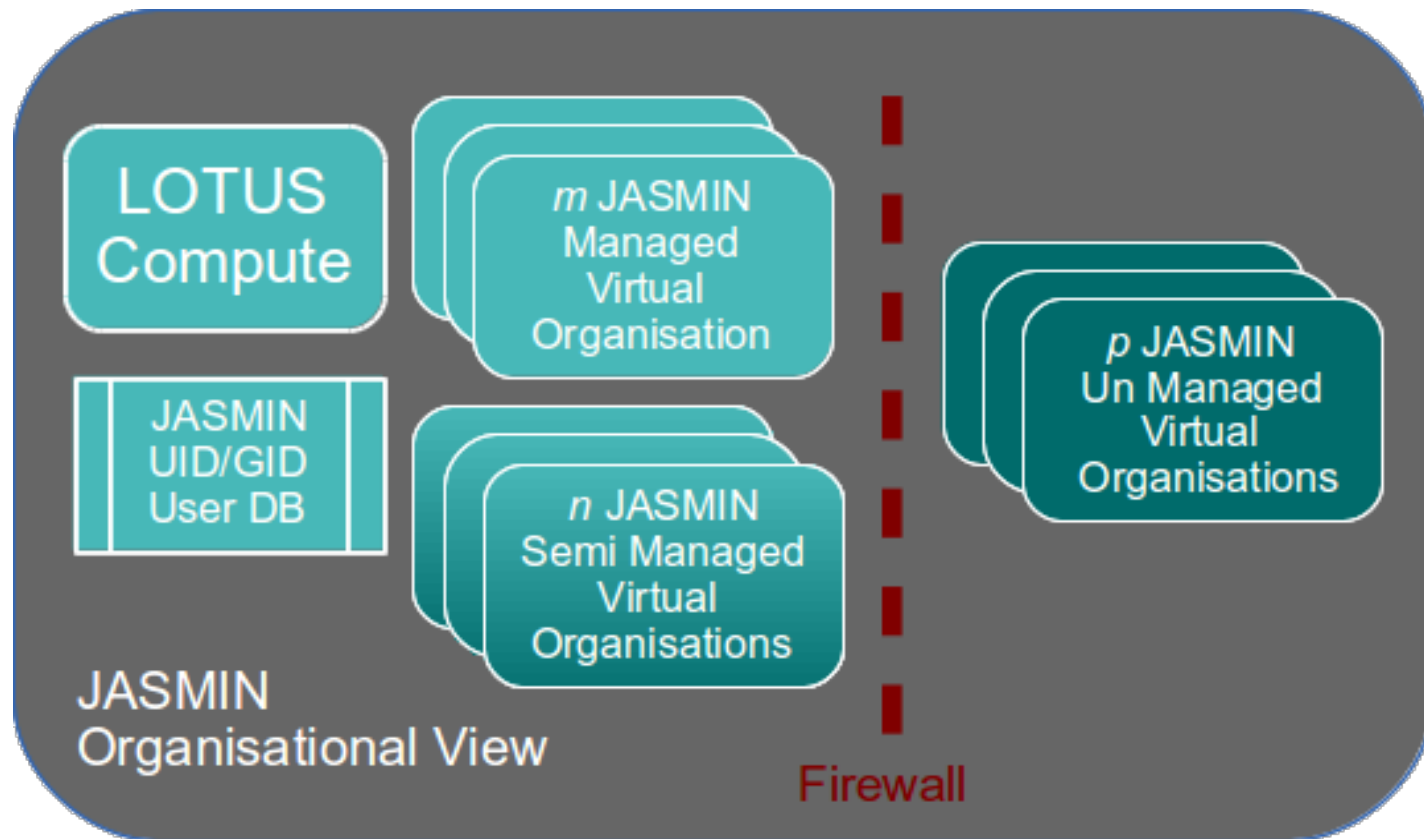 LOTUS
Compute
m JASMIN
Managed
Virtual
Organisation
JASMIN
UID/GID
User DB
n JASMIN
Semi Managed
Virtual
Organisations
p JASMIN
Un Managed
Virtual
Organisations
JASMIN
Organisational View
Firewall